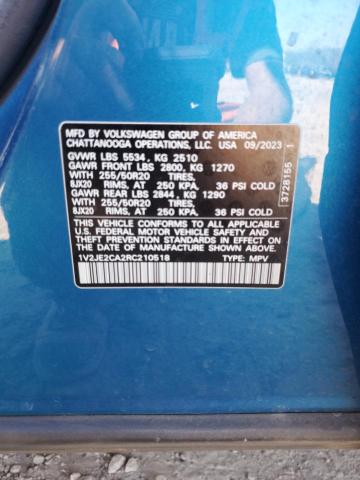 MFD. BY VOLKSWAGEN GROUP OF AMERICA
CHATTANOOGA OPERATIONS, LLC. USA 09/2023
GVWR LBS 5534, KG 2510
GAWR FRONT LBS 2800, KG 1270
WITH 255/50R20 TIRES,
8JX20 RIMS, AT 250 KPA, 36 PSI COLD
GAWR REAR LBS 2844, KG 1290
WITH 255/50R20 TIRES,
8JX20 RIMS, AT 250 KPA, 36 PSI COLD
THIS VEHICLE CONFORMS TO ALL APPLICABLE
FEDERAL MOTOR VEHICLE SAFETY AND THEFT
PREVENTION STANDARDS IN EFFECT ON THE
DATE OF MANUFACTURE SHOWN ABOVE.
1V2JE2CA2RC210518 TYPE: MPV
3728155 1